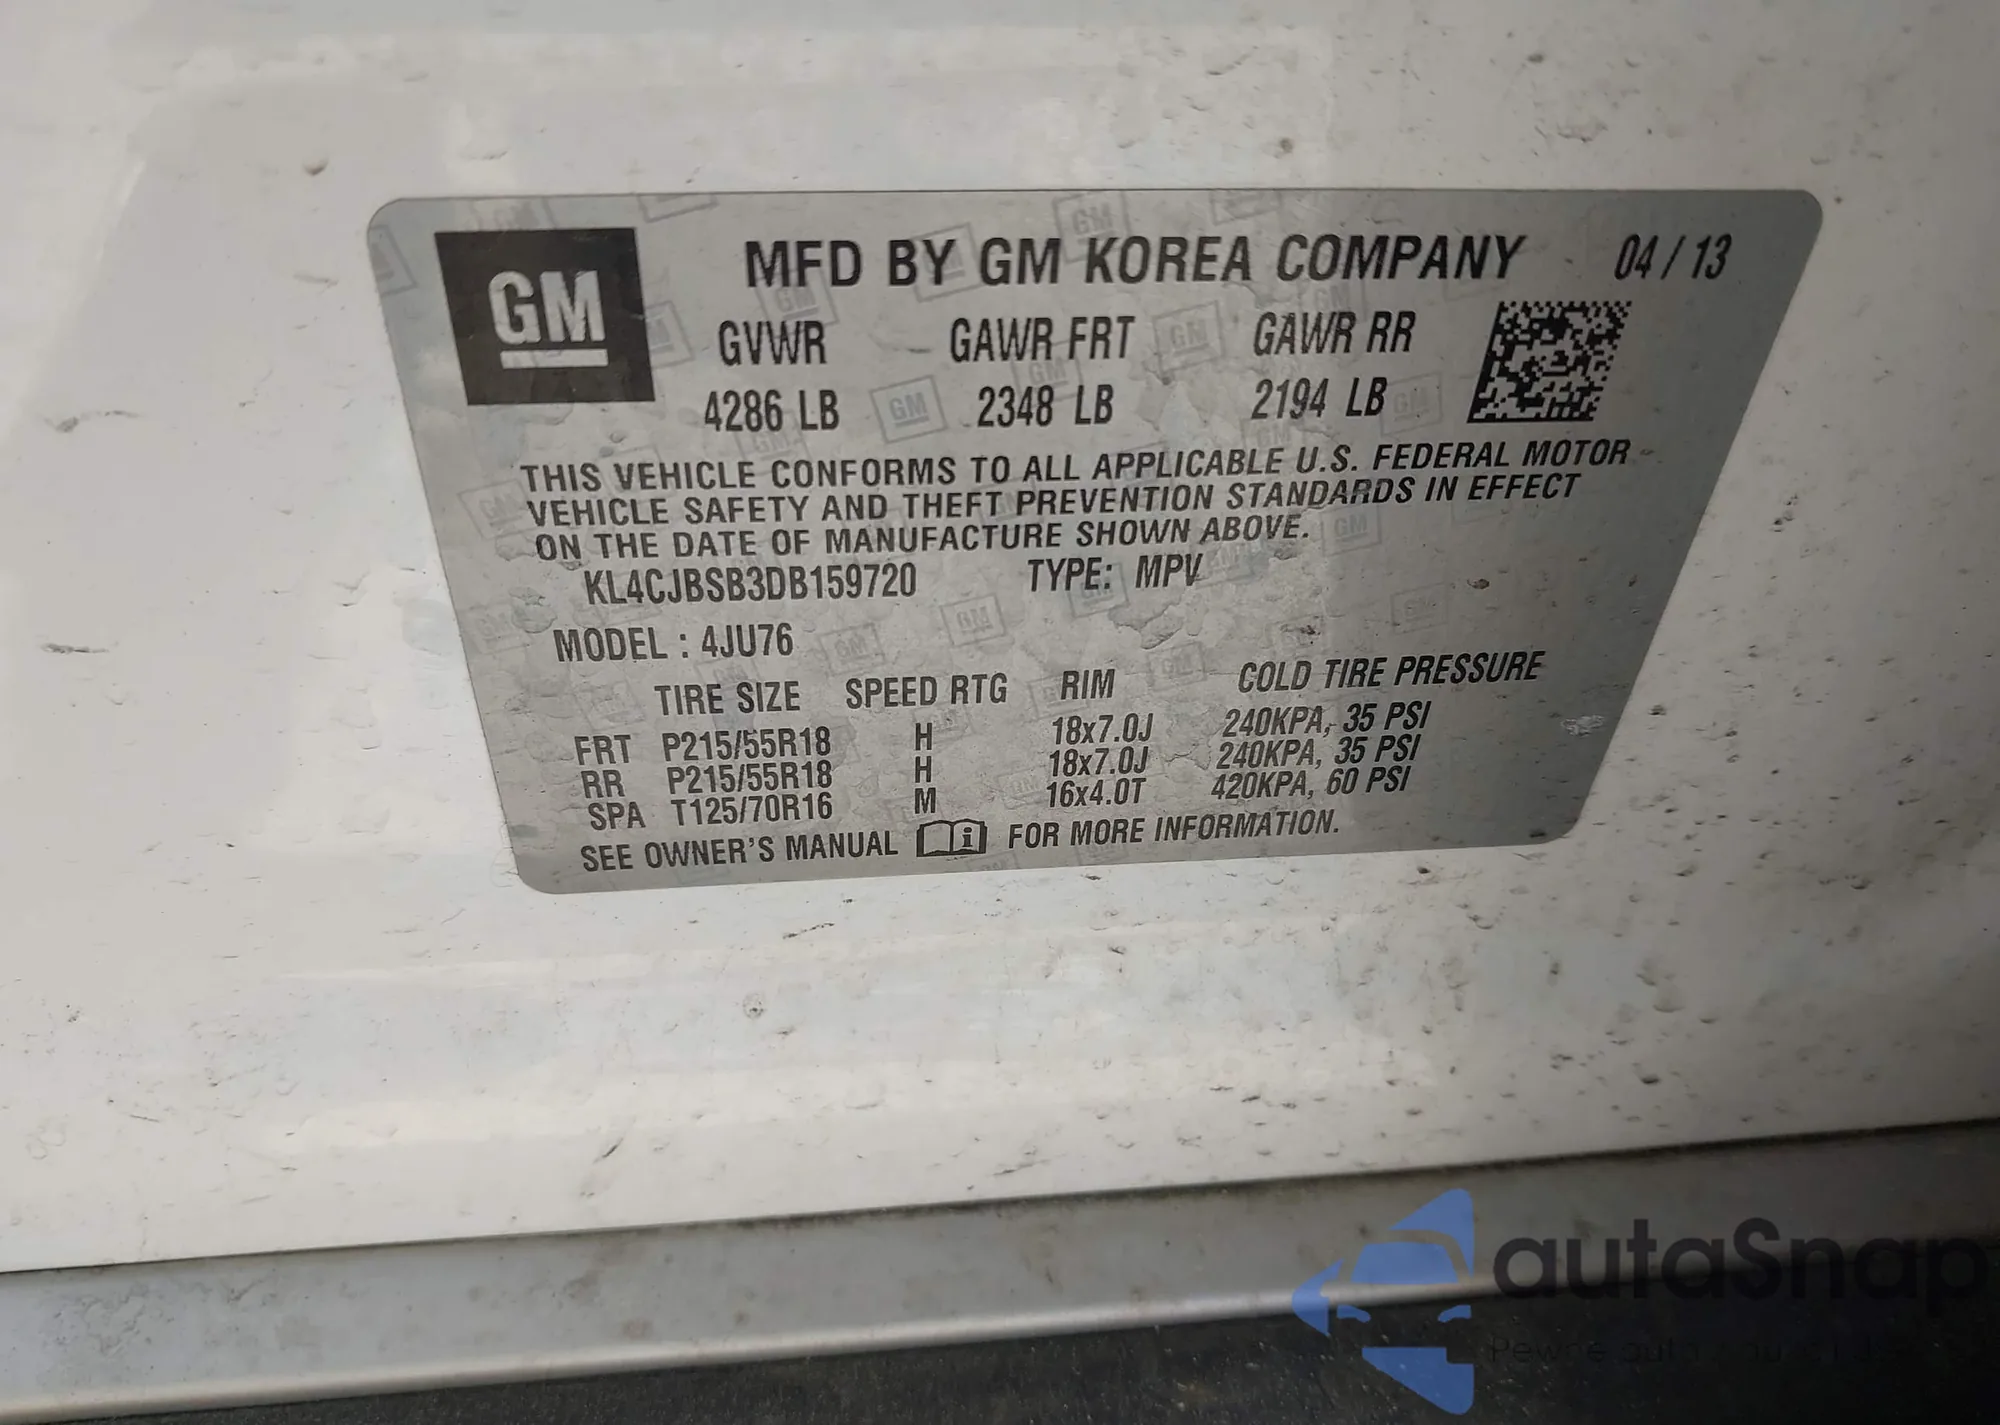 GM
MFD BY GM KOREA COMPANY 04 / 13
GVWR GAWR FRT GAWR RR
4286 LB 2348 LB 2194 LB
THIS VEHICLE CONFORMS TO ALL APPLICABLE U.S. FEDERAL MOTOR
VEHICLE SAFETY AND THEFT PREVENTION STANDARDS IN EFFECT
ON THE DATE OF MANUFACTURE SHOWN ABOVE.
KL4CJBSB3DB159720 TYPE: MPV
MODEL : 4JU76
TIRE SIZE SPEED RTG RIM COLD TIRE PRESSURE
FRT P215/55R18 H 18x7.0J 240KPA, 35 PSI
RR P215/55R18 H 18x7.0J 240KPA, 35 PSI
SPA T125/70R16 M 16x4.0T 420KPA, 60 PSI
SEE OWNER'S MANUAL FOR MORE INFORMATION.
autaSnap
Pewne auto